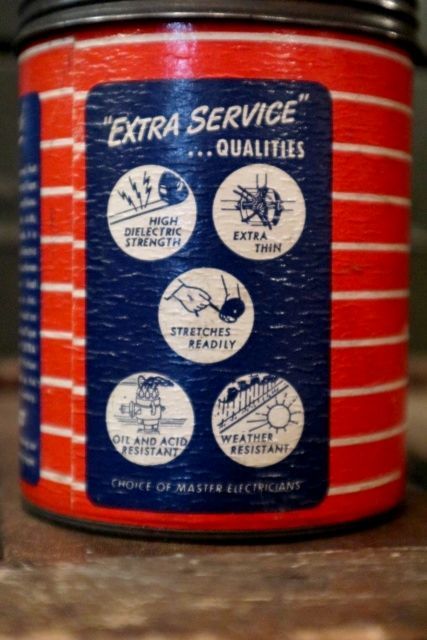 "EXTRA SERVICE"
...QUALITIES
HIGH
DIELECTRIC
STRENGTH
EXTRA
THIN
STRETCHES
READILY
OIL AND ACID
RESISTANT
WEATHER
RESISTANT
CHOICE OF MASTER ELECTRICIANS